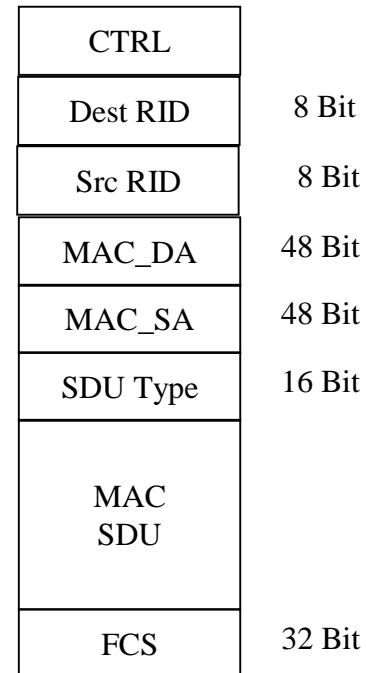 CTRL
Dest RID 8 Bit
Src RID 8 Bit
MAC_DA 48 Bit
MAC_SA 48 Bit
SDU Type 16 Bit
MAC
SDU
FCS 32 Bit